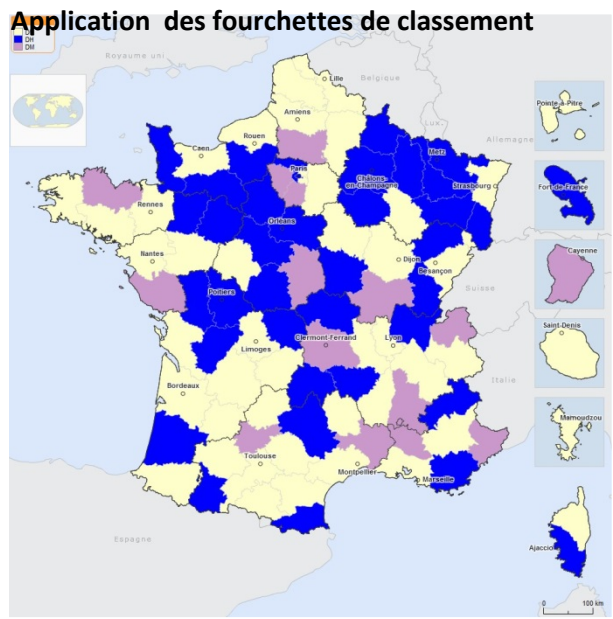 Application des fourchettes de classement
DH
DM
Royaume uni
Lille
Belgique
Amiens
Lux.
Pointe-à-Pitre
Rouen
Allemagne
Caen
Metz
Paris
Châlons-
en-Champagne
Strasbourg
Fort-de-France
Rennes
Orléans
Nantes
Dijon
Besançon
Cayenne
Suisse
Poitiers
Saint-Denis
Clermont-Ferrand
Lyon
Limoges
Italie
Bordeaux
Mamoudzou
Toulouse
Montpellier
Marseille
Espagne
Ajaccio
0 100 km